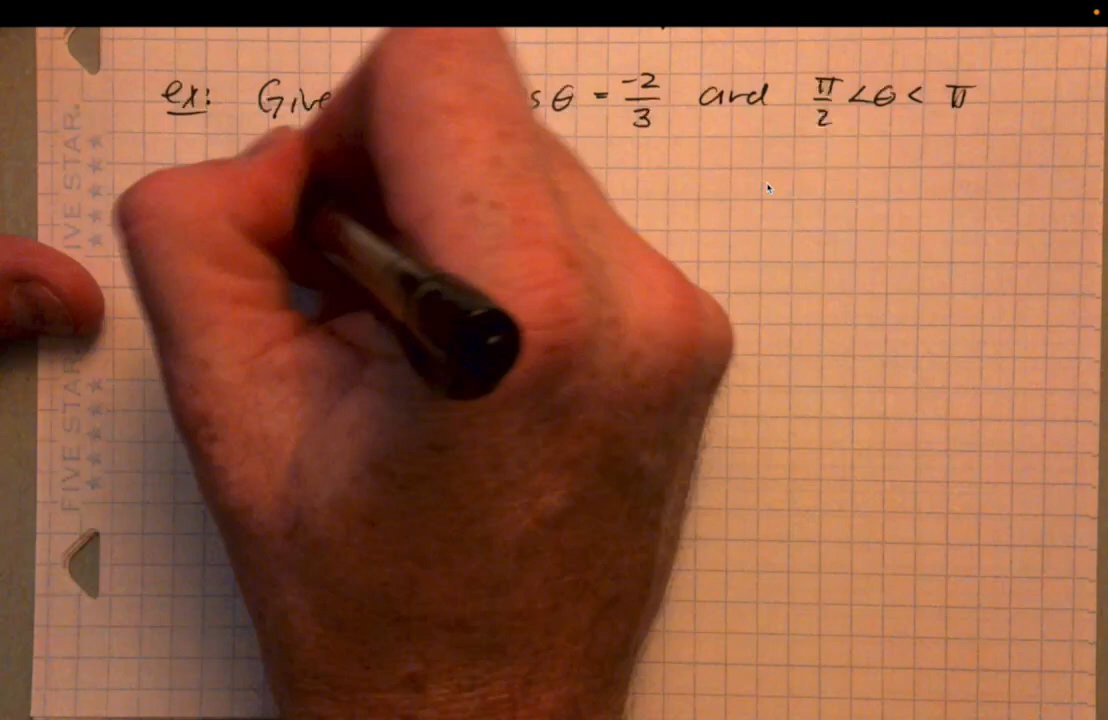 ex: Give s θ = -2/3 and π/2 < θ < π
FIVE STAR.
FIVE STAR